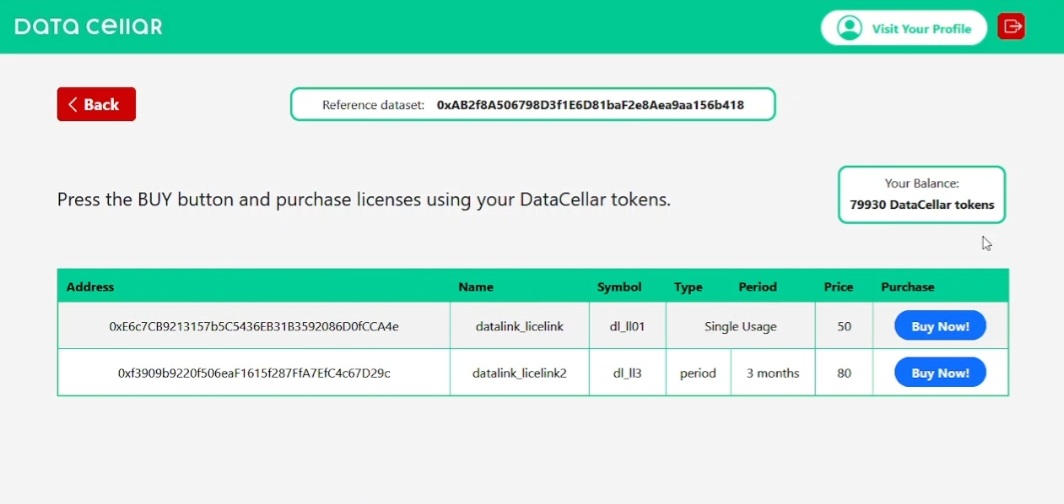 DATA CELLAR
Visit Your Profile
Back
Reference dataset: 0xAB2f8A506798D3f1E6D81baF2e8Aea9aa156b418
Your Balance:
79930 DataCellar tokens
Press the BUY button and purchase licenses using your DataCellar tokens.
Address Name Symbol Type Period Price Purchase
0xE6c7CB9213157b5C5436EB31B3592086D0fCCA4e datalink_licelink dl_ll01 Single Usage 50 Buy Now!
0xf3909b9220f506eaF1615f287FfA7EfC4c67D29c datalink_licelink2 dl_ll3 period 3 months 80 Buy Now!